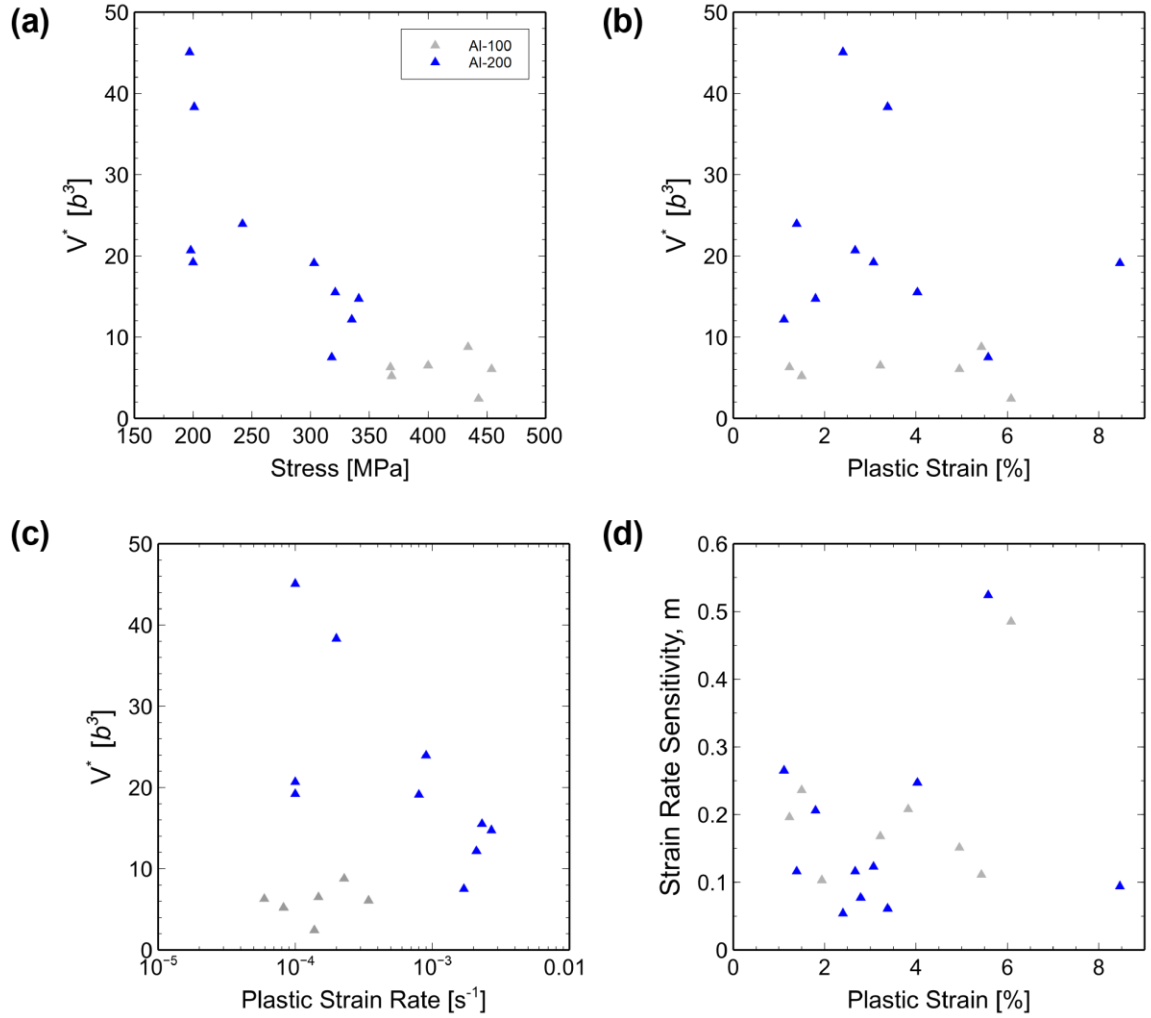 (a)
50
40
30
20
10
0
V* [b³]
Al-100
Al-200
150 200 250 300 350 400 450 500
Stress [MPa]
(b)
50
40
30
20
10
0
V* [b³]
0 2 4 6 8
Plastic Strain [%]
(c)
50
40
30
20
10
0
V* [b³]
10⁻⁵ 10⁻⁴ 10⁻³ 0.01
Plastic Strain Rate [s⁻¹]
(d)
0.6
0.5
0.4
0.3
0.2
0.1
0
Strain Rate Sensitivity, m
0 2 4 6 8
Plastic Strain [%]